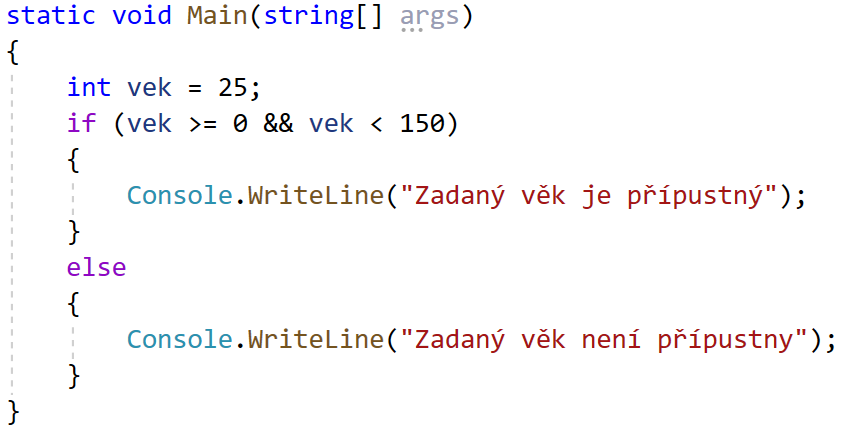 static void Main(string[] args)
{
    int vek = 25;
    if (vek >= 0 && vek < 150)
    {
        Console.WriteLine("Zadaný věk je přípustný");
    }
    else
    {
        Console.WriteLine("Zadaný věk není přípustny");
    }
}